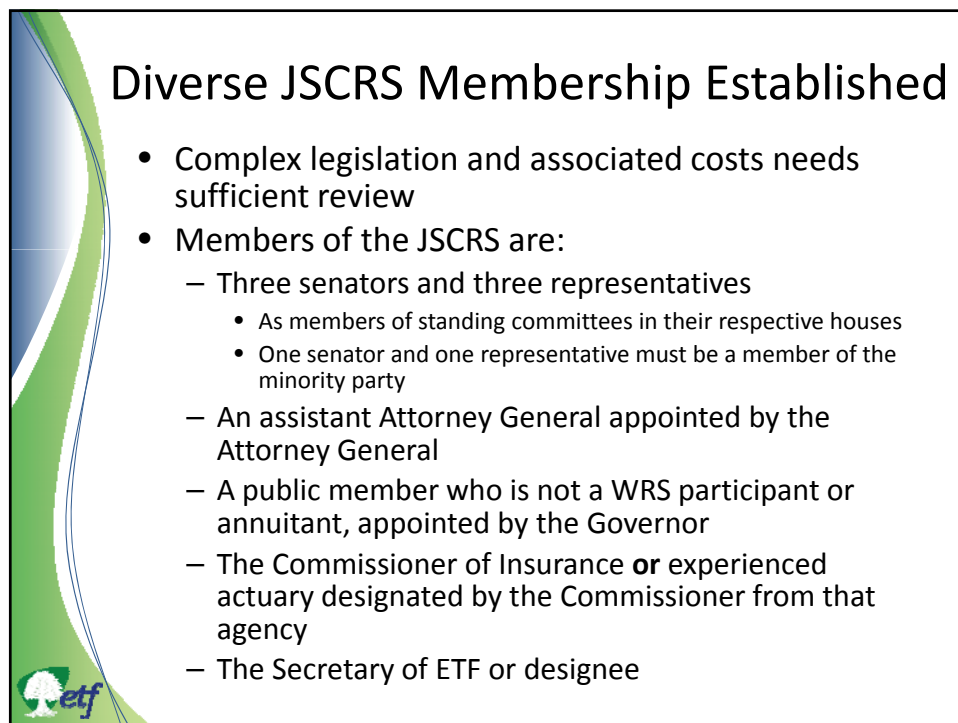 Diverse JSCRS Membership Established
• Complex legislation and associated costs needs
sufficient review
• Members of the JSCRS are:
– Three senators and three representatives
• As members of standing committees in their respective houses
• One senator and one representative must be a member of the
minority party
– An assistant Attorney General appointed by the
Attorney General
– A public member who is not a WRS participant or
annuitant, appointed by the Governor
– The Commissioner of Insurance or experienced
actuary designated by the Commissioner from that
agency
– The Secretary of ETF or designee
etf